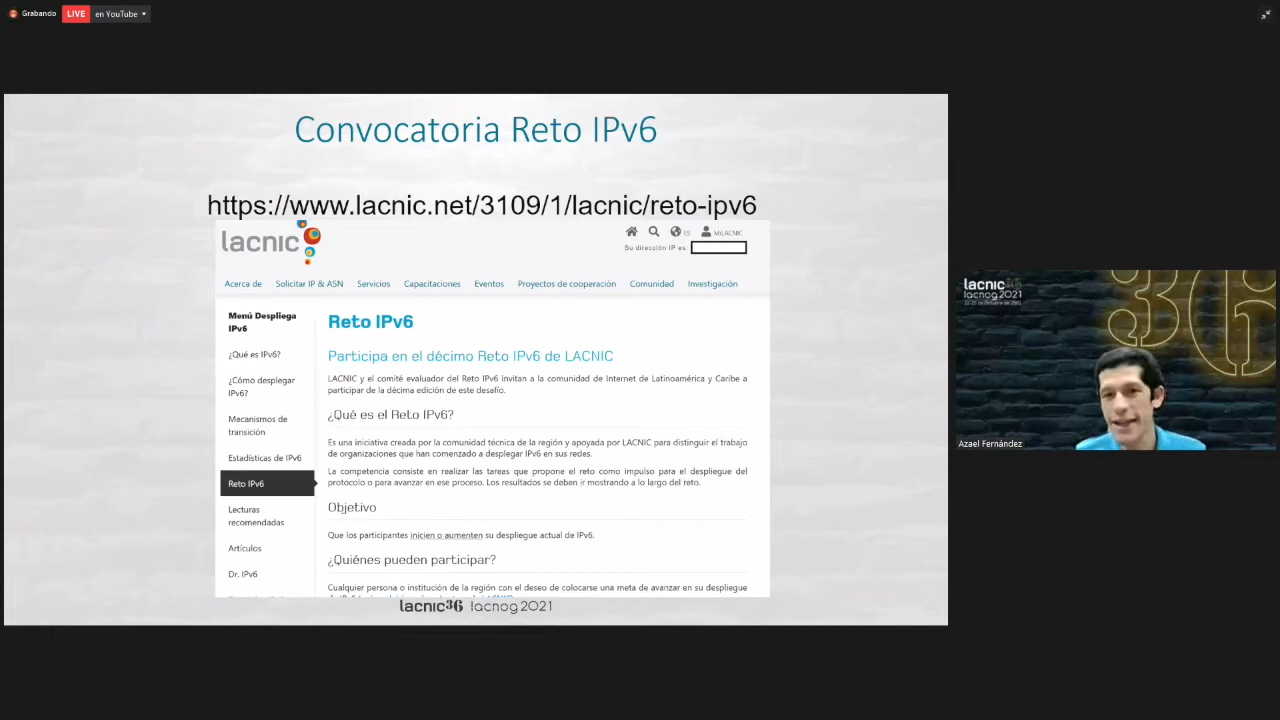 Grabando LIVE en YouTube
Convocatoria Reto IPv6
https://www.lacnic.net/3109/1/lacnic/reto-ipv6
lacnic
ES MiLACNIC
Su dirección IP es:
Acerca de Solicitar IP & ASN Servicios Capacitaciones Eventos Proyectos de cooperación Comunidad Investigación
Menú Despliega
IPv6
¿Qué es IPv6?
¿Cómo desplegar
IPv6?
Mecanismos de
transición
Estadísticas de IPv6
Reto IPv6
Lecturas
recomendadas
Artículos
Dr. IPv6
Reto IPv6
Participa en el décimo Reto IPv6 de LACNIC
LACNIC y el comité evaluador del Reto IPv6 invitan a la comunidad de Internet de Latinoamérica y Caribe a
participar de la décima edición de este desafío.
¿Qué es el Reto IPv6?
Es una iniciativa creada por la comunidad técnica de la región y apoyada por LACNIC para distinguir el trabajo
de organizaciones que han comenzado a desplegar IPv6 en sus redes.
La competencia consiste en realizar las tareas que propone el reto como impulso para el despliegue del
protocolo o para avanzar en ese proceso. Los resultados se deben ir mostrando a lo largo del reto.
Objetivo
Que los participantes inicien o aumenten su despliegue actual de IPv6.
¿Quiénes pueden participar?
Cualquier persona o institución de la región con el deseo de colocarse una meta de avanzar en su despliegue
lacnic36 lacnog2021
lacnic36
lacnog2021
36
Azael Fernández